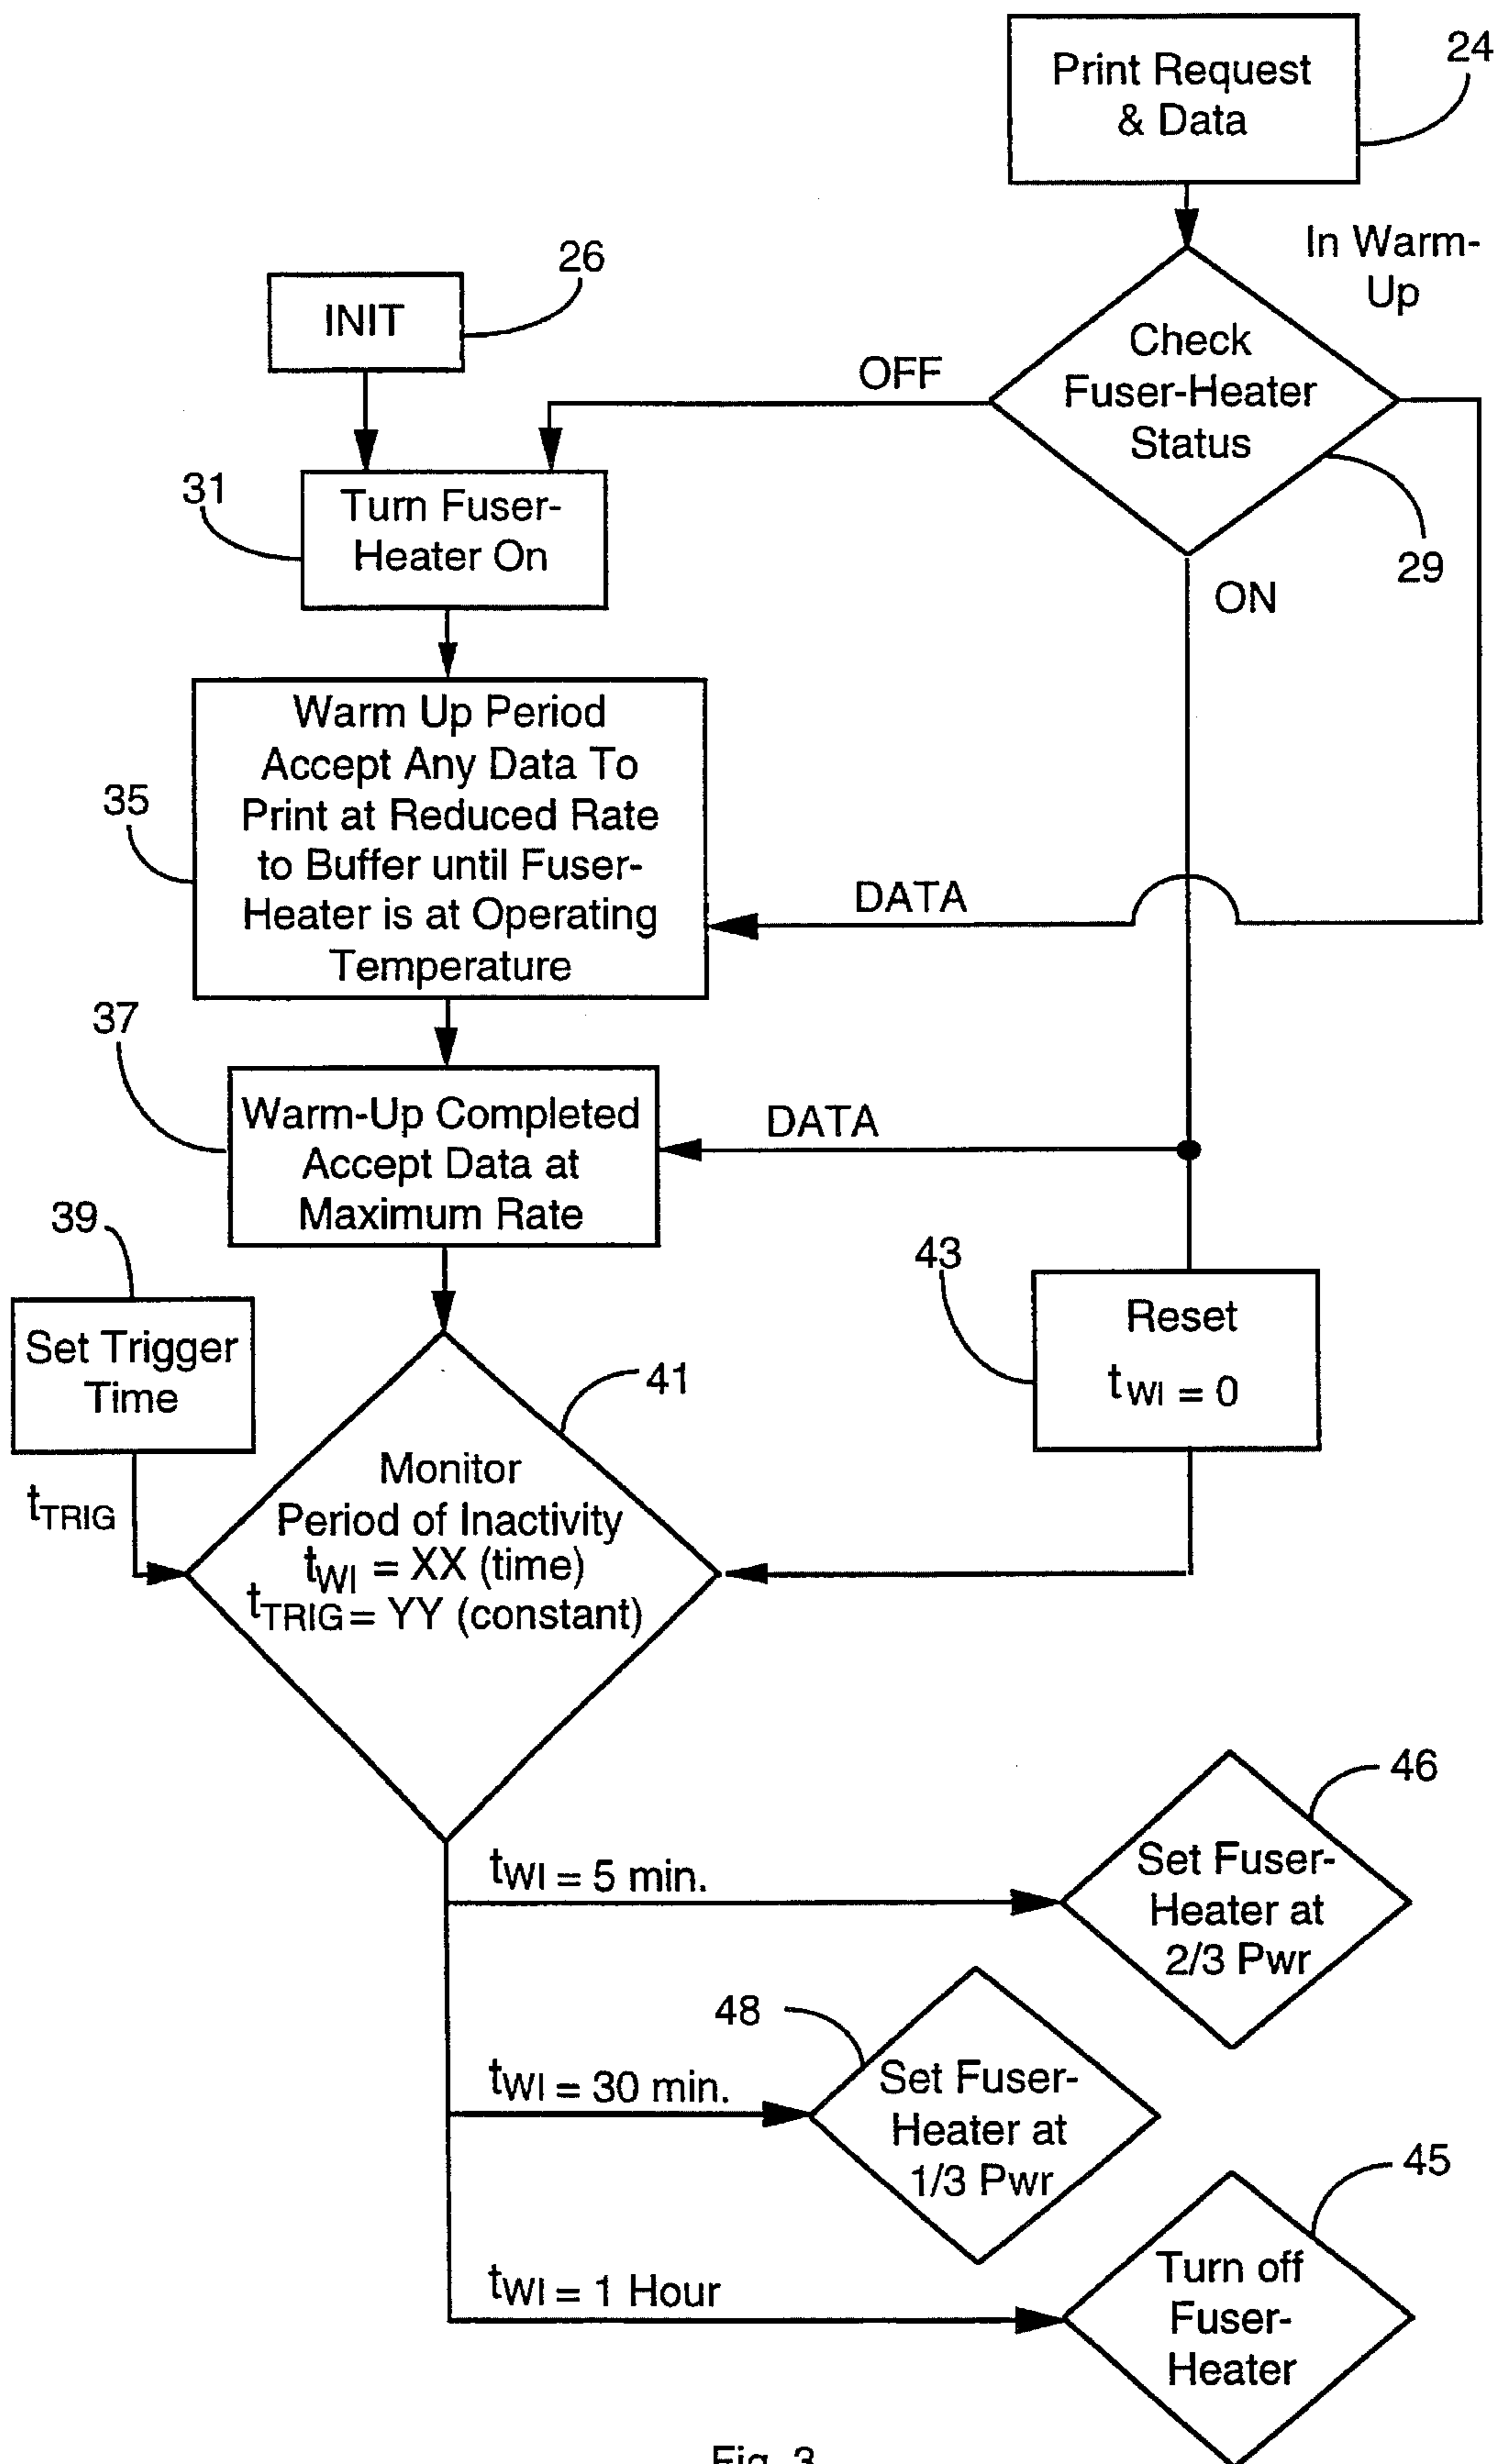 Print Request
& Data
24
In Warm-
Up
26
INIT
Check
Fuser-Heater
Status
OFF
29
ON
31
Turn Fuser-
Heater On
35
Warm Up Period
Accept Any Data To
Print at Reduced Rate
to Buffer until Fuser-
Heater is at Operating
Temperature
DATA
37
Warm-Up Completed
Accept Data at
Maximum Rate
DATA
39
Set Trigger
Time
tTRIG
43
Reset
tWI = 0
41
Monitor
Period of Inactivity
tWI = XX (time)
tTRIG = YY (constant)
tWI = 5 min.
46
Set Fuser-
Heater at
2/3 Pwr
tWI = 30 min.
48
Set Fuser-
Heater at
1/3 Pwr
tWI = 1 Hour
45
Turn off
Fuser-
Heater
Fig. 3